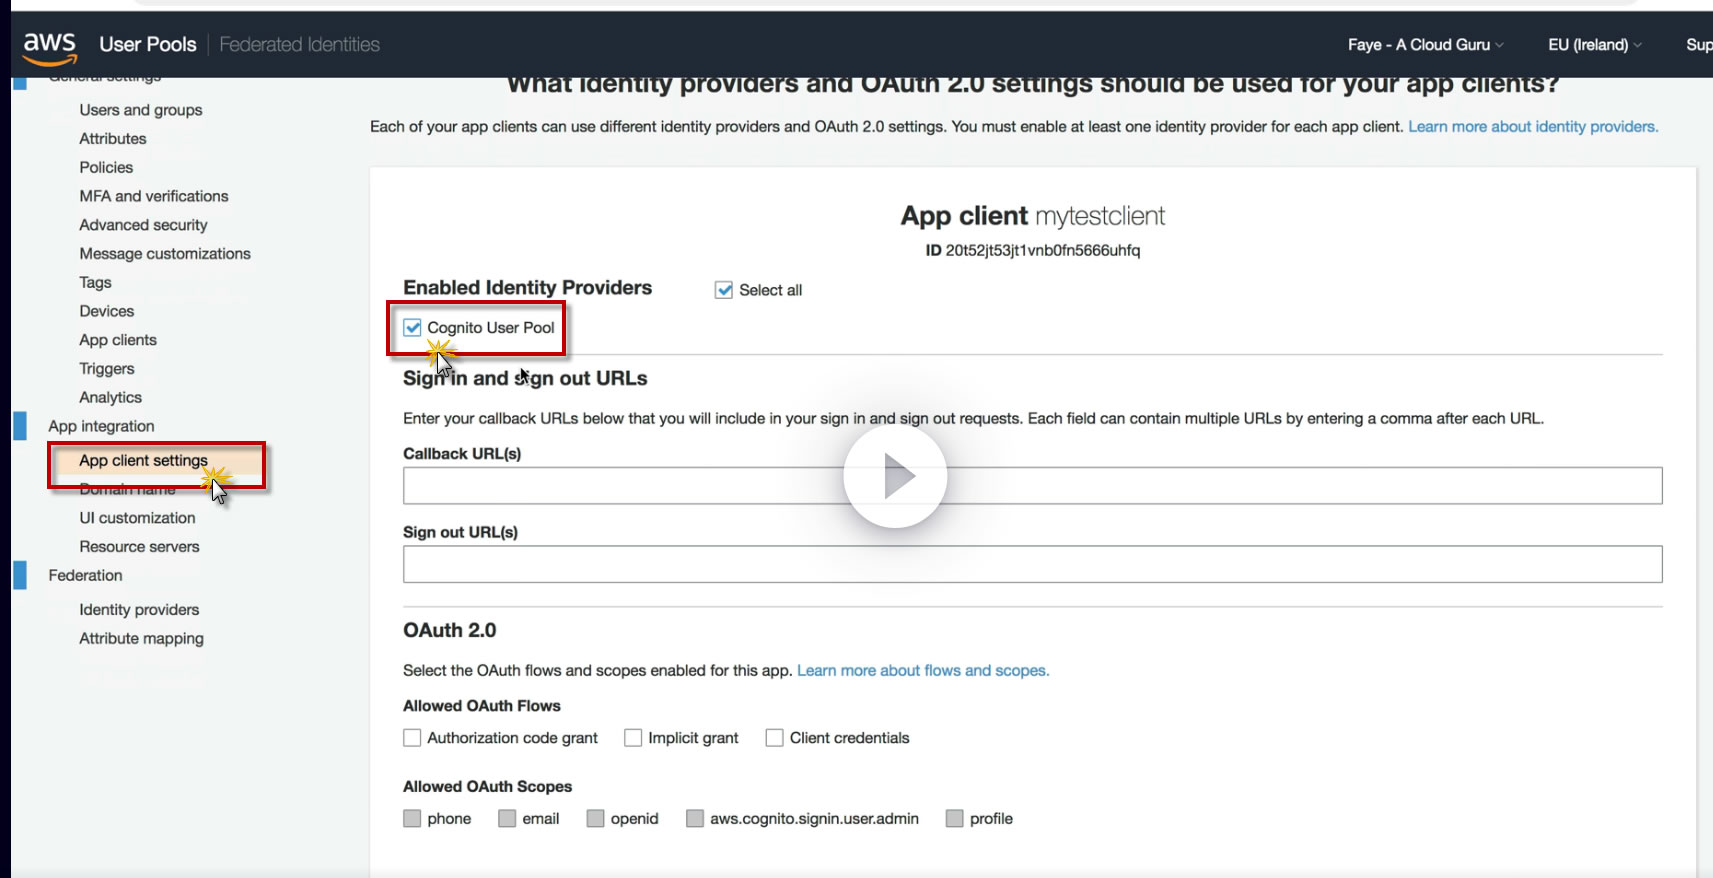 aws User Pools Federated Identities Faye - A Cloud Guru EU (Ireland) Sup
General settings
Users and groups
Attributes
Policies
MFA and verifications
Advanced security
Message customizations
Tags
Devices
App clients
Triggers
Analytics
App integration
App client settings
Domain name
UI customization
Resource servers
Federation
Identity providers
Attribute mapping
What identity providers and OAuth 2.0 settings should be used for your app clients?
Each of your app clients can use different identity providers and OAuth 2.0 settings. You must enable at least one identity provider for each app client. Learn more about identity providers.
App client mytestclient
ID 20t52jt53jt1vnb0fn5666uhfq
Enabled Identity Providers Select all
Cognito User Pool
Sign in and sign out URLs
Enter your callback URLs below that you will include in your sign in and sign out requests. Each field can contain multiple URLs by entering a comma after each URL.
Callback URL(s)
Sign out URL(s)
OAuth 2.0
Select the OAuth flows and scopes enabled for this app. Learn more about flows and scopes.
Allowed OAuth Flows
Authorization code grant Implicit grant Client credentials
Allowed OAuth Scopes
phone email openid aws.cognito.signin.user.admin profile